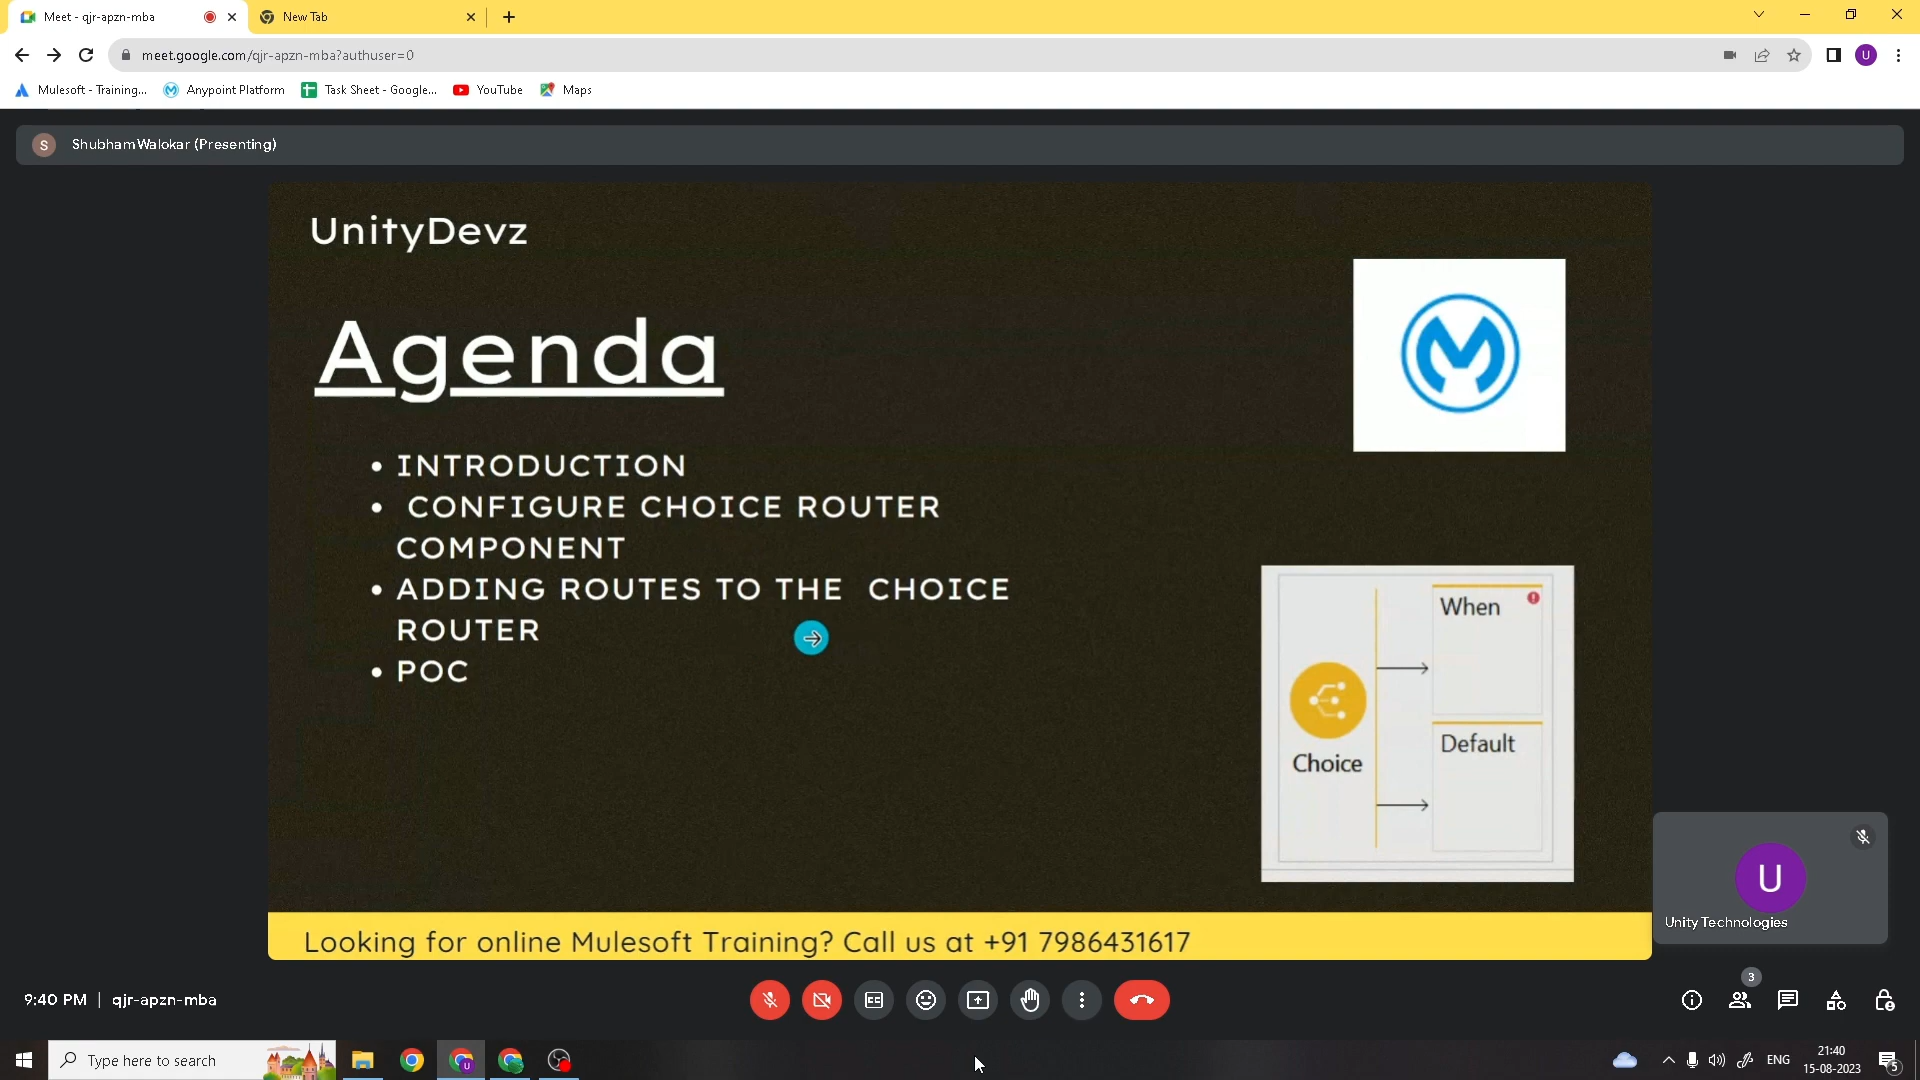 Meet - qjr-apzn-mba
New Tab
meet.google.com/qjr-apzn-mba?authuser=0
U
Mulesoft - Training...
Anypoint Platform
Task Sheet - Google...
YouTube
Maps
S
Shubham Walokar (Presenting)
UnityDevz
Agenda
• INTRODUCTION
• CONFIGURE CHOICE ROUTER
COMPONENT
• ADDING ROUTES TO THE CHOICE
ROUTER
• POC
When
Choice
Default
U
Unity Technologies
Looking for online Mulesoft Training? Call us at +91 7986431617
9:40 PM | qjr-apzn-mba
3
Type here to search
U
ENG
21:40
15-08-2023
5